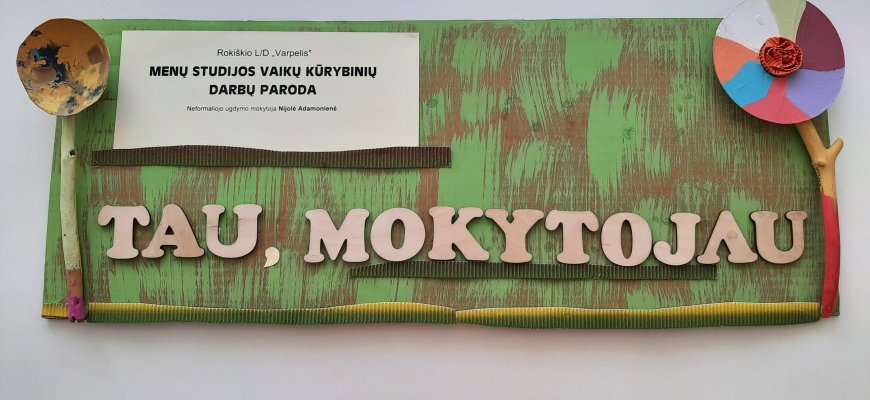 Rokiškio L/D „Varpelis"
MENŲ STUDIJOS VAIKŲ KŪRYBINIŲ
DARBŲ PARODA
Neformaliojo ugdymo mokytoja Nijolė Adamonienė
TAU, MOKYTOJAU